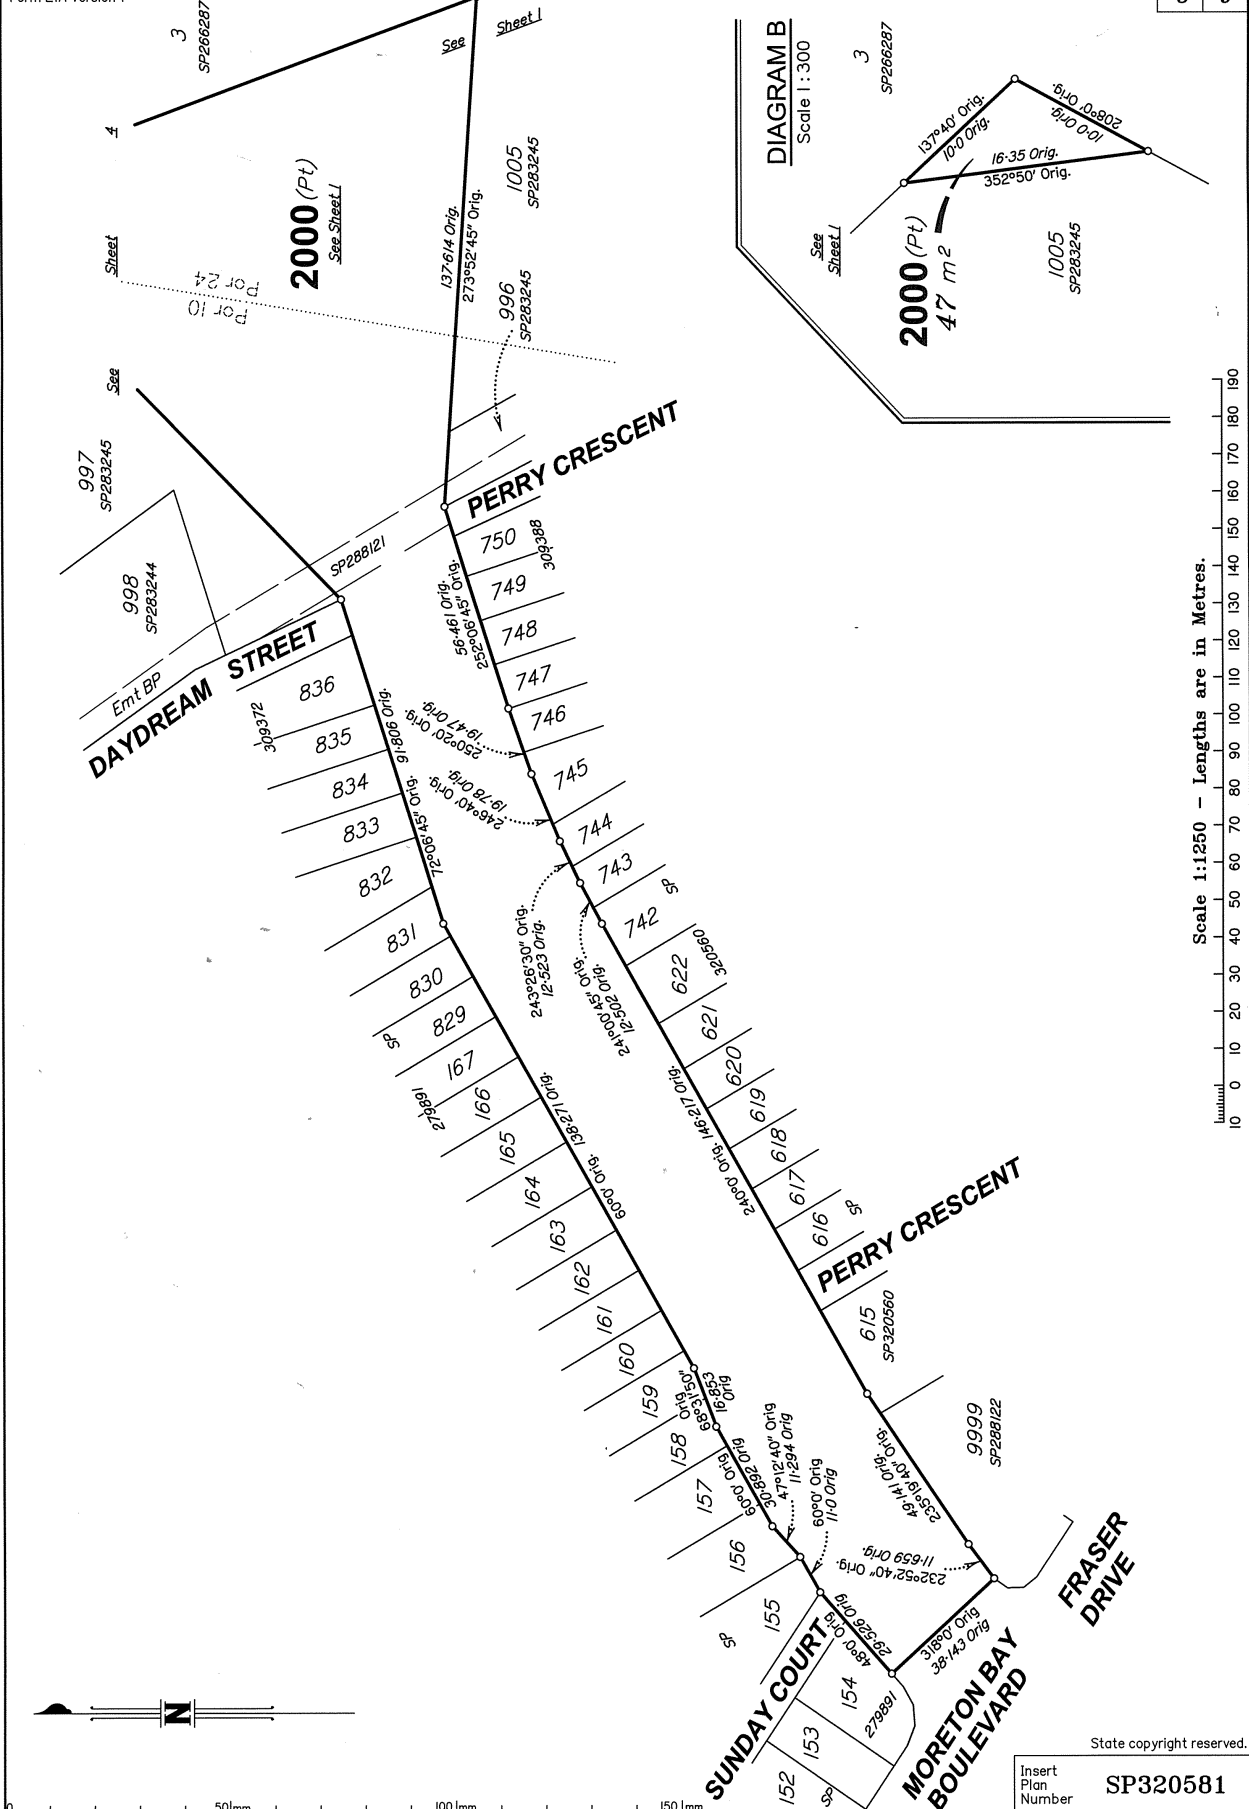 3
SP266287
See
Sheet 1
4
Sheet
See
2000 (Pt)
See Sheet 1
Por 24
Por 10
137·614 Orig.
273°52'45" Orig.
1005
SP283245
996
SP283245
DIAGRAM B
Scale 1 : 300
3
SP266287
137°40' Orig.
10·0 Orig.
208°0' Orig.
10·0 Orig.
16·35 Orig.
352°50' Orig.
See
Sheet 1
2000 (Pt)
47 m²
1005
SP283245
997
SP283245
998
SP283244
SP288121
Emt BP
DAYDREAM STREET
PERRY CRESCENT
750
309388
749
748
747
746
745
744
743
SP
742
56·461 Orig.
252°06'45" Orig.
250°20' Orig.
19·47 Orig.
246°40' Orig.
19·78 Orig.
243°26'30" Orig.
12·523 Orig.
241°00'45" Orig.
12·502 Orig.
309372
836
835
834
833
832
831
830
829
SP
72°06'45" Orig. 91·806 Orig.
167
279891
166
165
164
163
162
161
160
159
158
157
156
155
SP
60°0' Orig. 138·271 Orig.
622
320560
621
620
619
618
617
616
SP
240°0' Orig. 146·217 Orig.
PERRY CRESCENT
615
SP320560
9999
SP288122
68°31'50" Orig
16·853 Orig
60°0' Orig 30·892 Orig
47°12'40" Orig
11·294 Orig
60°0' Orig
11·0 Orig
49·141 Orig.
235°19'40" Orig.
232°52'40" Orig.
11·659 Orig.
48°0' Orig
29·526 Orig
318°0' Orig
38·143 Orig
FRASER DRIVE
SUNDAY COURT
154
279891
153
152
SP
MORETON BAY
BOULEVARD
N
Scale 1:1250 – Lengths are in Metres.
10 0 10 20 30 40 50 60 70 80 90 100 110 120 130 140 150 160 170 180 190
State copyright reserved.
Insert
Plan
Number
SP320581
50mm 100mm 150mm